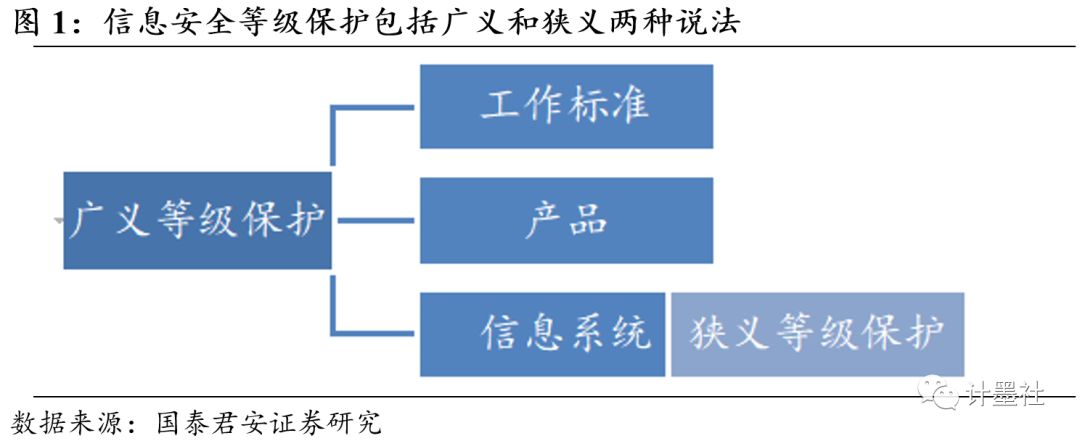 图 1：信息安全等级保护包括广义和狭义两种说法
工作标准
广义等级保护
产品
信息系统 狭义等级保护
计墨社
数据来源：国泰君安证券研究